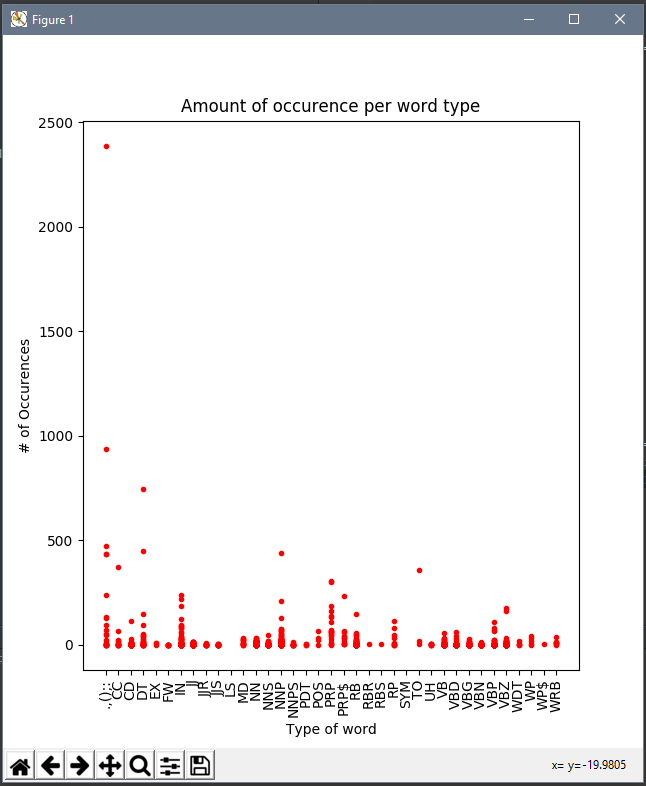 Figure 1
Amount of occurence per word type
2500
2000
1500
1000
500
0
# of Occurences
CC
CD
DT
EX
FW
IN
JJ
JJR
JJS
LS
MD
NN
NNS
NNP
NNPS
PDT
POS
PRP
PRP$
RB
RBR
RBS
RP
SYM
TO
UH
VB
VBD
VBG
VBN
VBP
VBZ
WDT
WP
WP$
WRB
Type of word
x= y=-19.9805